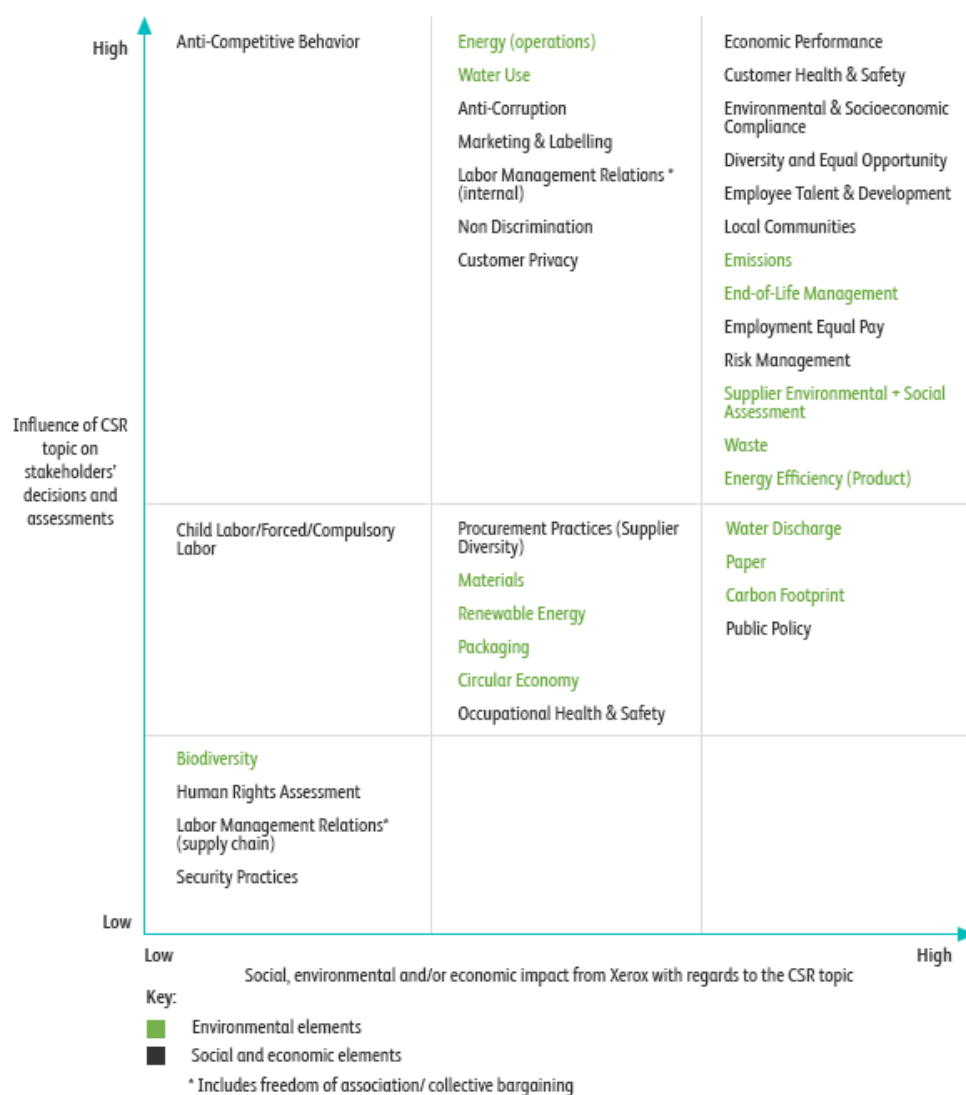 High
Anti-Competitive Behavior
Energy (operations)
Water Use
Anti-Corruption
Marketing & Labelling
Labor Management Relations *
(internal)
Non Discrimination
Customer Privacy
Economic Performance
Customer Health & Safety
Environmental & Socioeconomic
Compliance
Diversity and Equal Opportunity
Employee Talent & Development
Local Communities
Emissions
End-of-Life Management
Employment Equal Pay
Risk Management
Supplier Environmental + Social
Assessment
Waste
Energy Efficiency (Product)
Influence of CSR
topic on
stakeholders'
decisions and
assessments
Child Labor/Forced/Compulsory
Labor
Procurement Practices (Supplier
Diversity)
Materials
Renewable Energy
Packaging
Circular Economy
Occupational Health & Safety
Water Discharge
Paper
Carbon Footprint
Public Policy
Biodiversity
Human Rights Assessment
Labor Management Relations*
(supply chain)
Security Practices
Low
Low
High
Social, environmental and/or economic impact from Xerox with regards to the CSR topic
Key:
Environmental elements
Social and economic elements
* Includes freedom of association/ collective bargaining